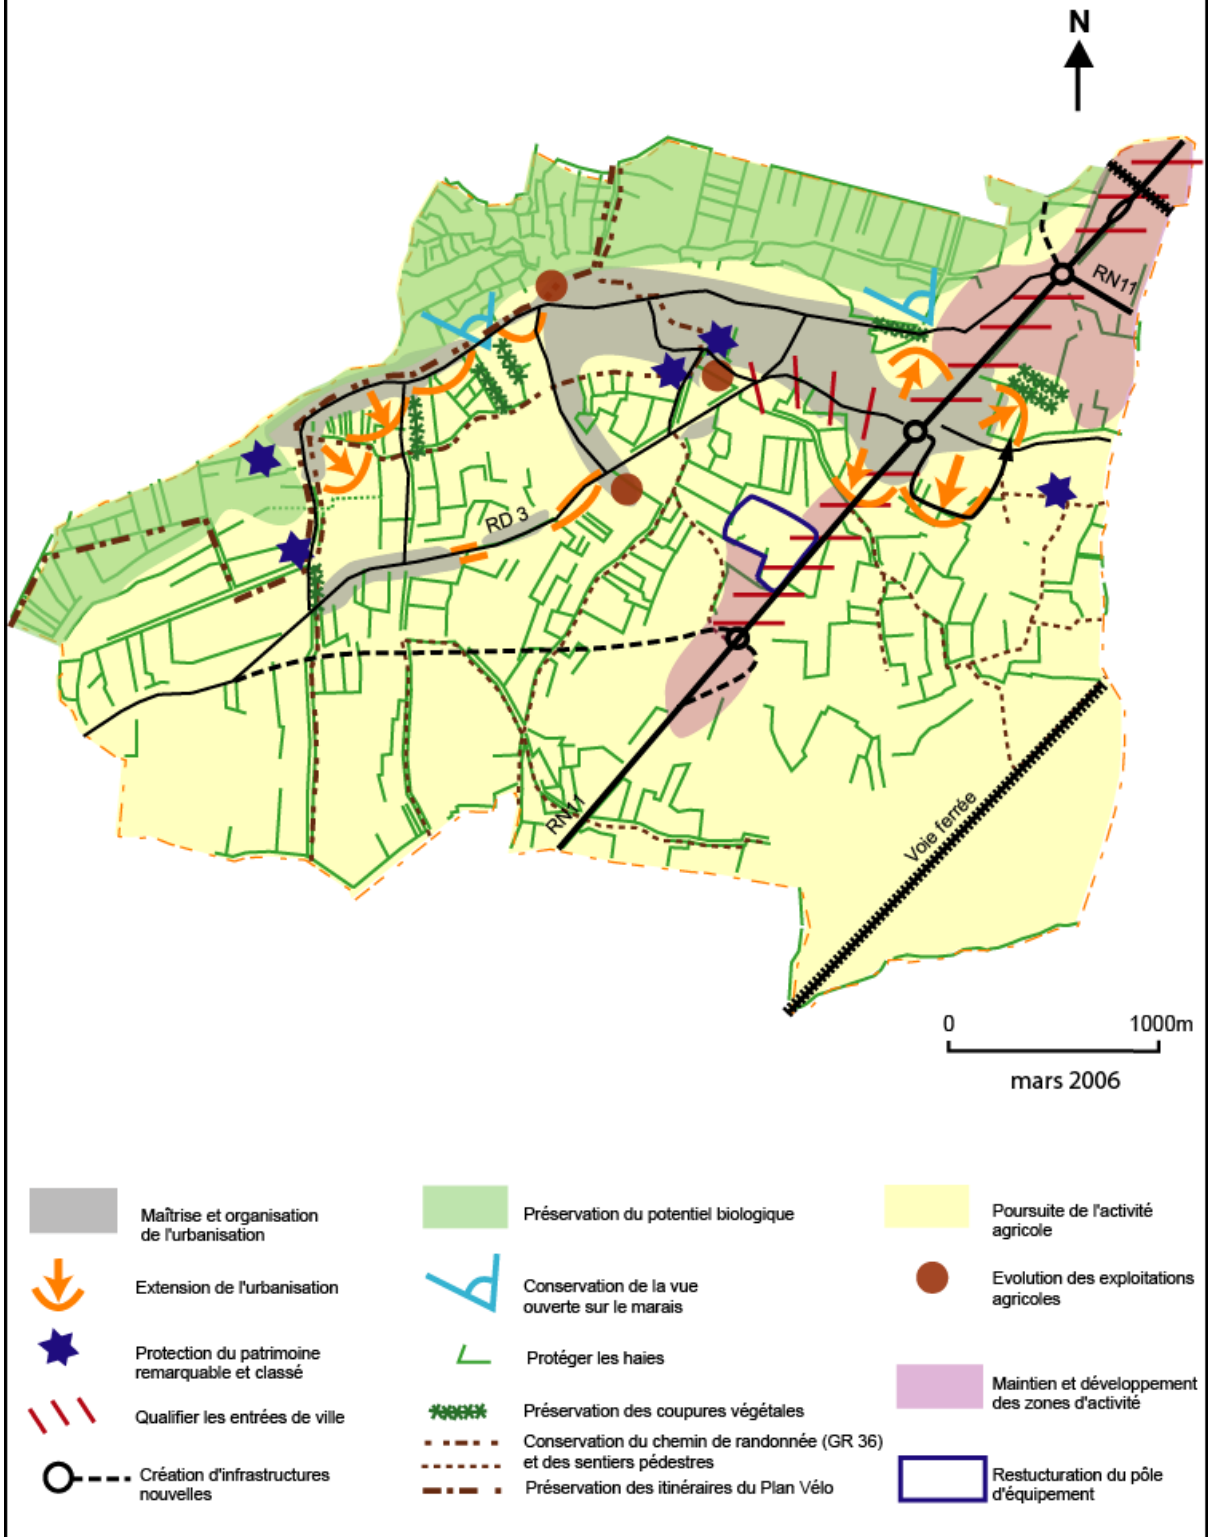 N
RN11
RD 3
RN11
Voie ferrée
0 1000m
mars 2006
Maîtrise et organisation
de l'urbanisation
Extension de l'urbanisation
Protection du patrimoine
remarquable et classé
Qualifier les entrées de ville
Création d'infrastructures
nouvelles
Préservation du potentiel biologique
Conservation de la vue
ouverte sur le marais
Protéger les haies
Préservation des coupures végétales
Conservation du chemin de randonnée (GR 36)
et des sentiers pédestres
Préservation des itinéraires du Plan Vélo
Poursuite de l'activité
agricole
Evolution des exploitations
agricoles
Maintien et développement
des zones d'activité
Restucturation du pôle
d'équipement